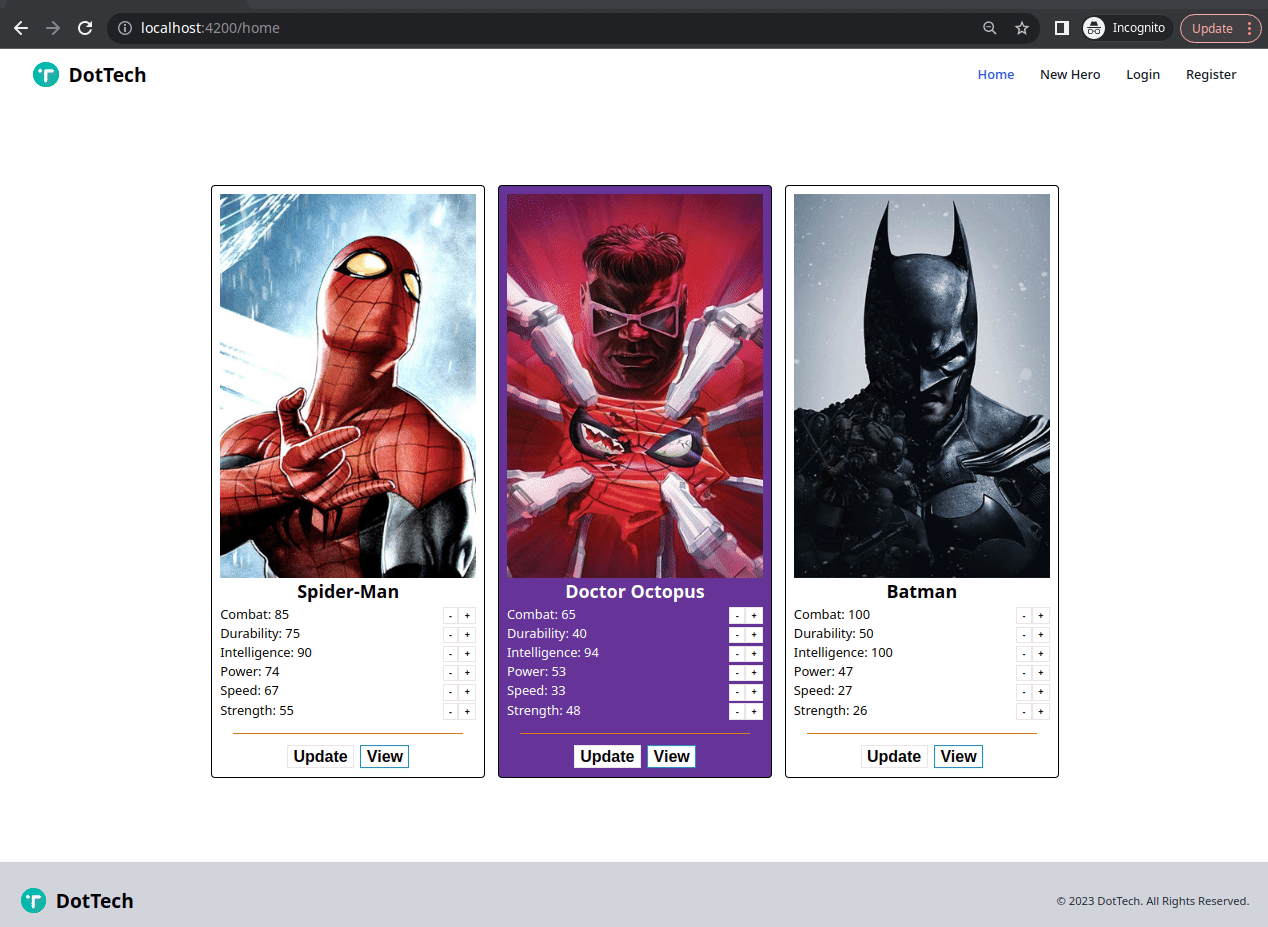 localhost:4200/home
Incognito
Update
DotTech
Home New Hero Login Register
Spider-Man
Combat: 85 - +
Durability: 75 - +
Intelligence: 90 - +
Power: 74 - +
Speed: 67 - +
Strength: 55 - +
Update View
Doctor Octopus
Combat: 65 - +
Durability: 40 - +
Intelligence: 94 - +
Power: 53 - +
Speed: 33 - +
Strength: 48 - +
Update View
Batman
Combat: 100 - +
Durability: 50 - +
Intelligence: 100 - +
Power: 47 - +
Speed: 27 - +
Strength: 26 - +
Update View
DotTech
© 2023 DotTech. All Rights Reserved.